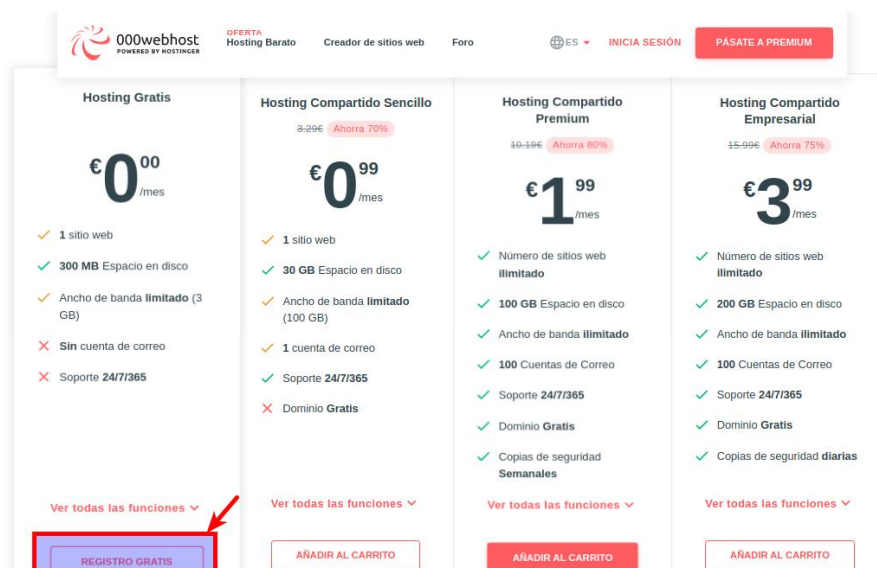 000webhost
POWERED BY HOSTINGER
OFERTA
Hosting Barato
Creador de sitios web
Foro
ES
INICIA SESIÓN
PÁSATE A PREMIUM
Hosting Gratis
€0 00
/mes
1 sitio web
300 MB Espacio en disco
Ancho de banda limitado (3
GB)
Sin cuenta de correo
Soporte 24/7/365
Ver todas las funciones
REGISTRO GRATIS
Hosting Compartido Sencillo
3.29€ Ahorra 70%
€0 99
/mes
1 sitio web
30 GB Espacio en disco
Ancho de banda limitado
(100 GB)
1 cuenta de correo
Soporte 24/7/365
Dominio Gratis
Ver todas las funciones
AÑADIR AL CARRITO
Hosting Compartido
Premium
10.19€ Ahorra 80%
€1 99
/mes
Número de sitios web
ilimitado
100 GB Espacio en disco
Ancho de banda ilimitado
100 Cuentas de Correo
Soporte 24/7/365
Dominio Gratis
Copias de seguridad
Semanales
Ver todas las funciones
AÑADIR AL CARRITO
Hosting Compartido
Empresarial
15.99€ Ahorra 75%
€3 99
/mes
Número de sitios web
ilimitado
200 GB Espacio en disco
Ancho de banda ilimitado
100 Cuentas de Correo
Soporte 24/7/365
Dominio Gratis
Copias de seguridad diarias
Ver todas las funciones
AÑADIR AL CARRITO